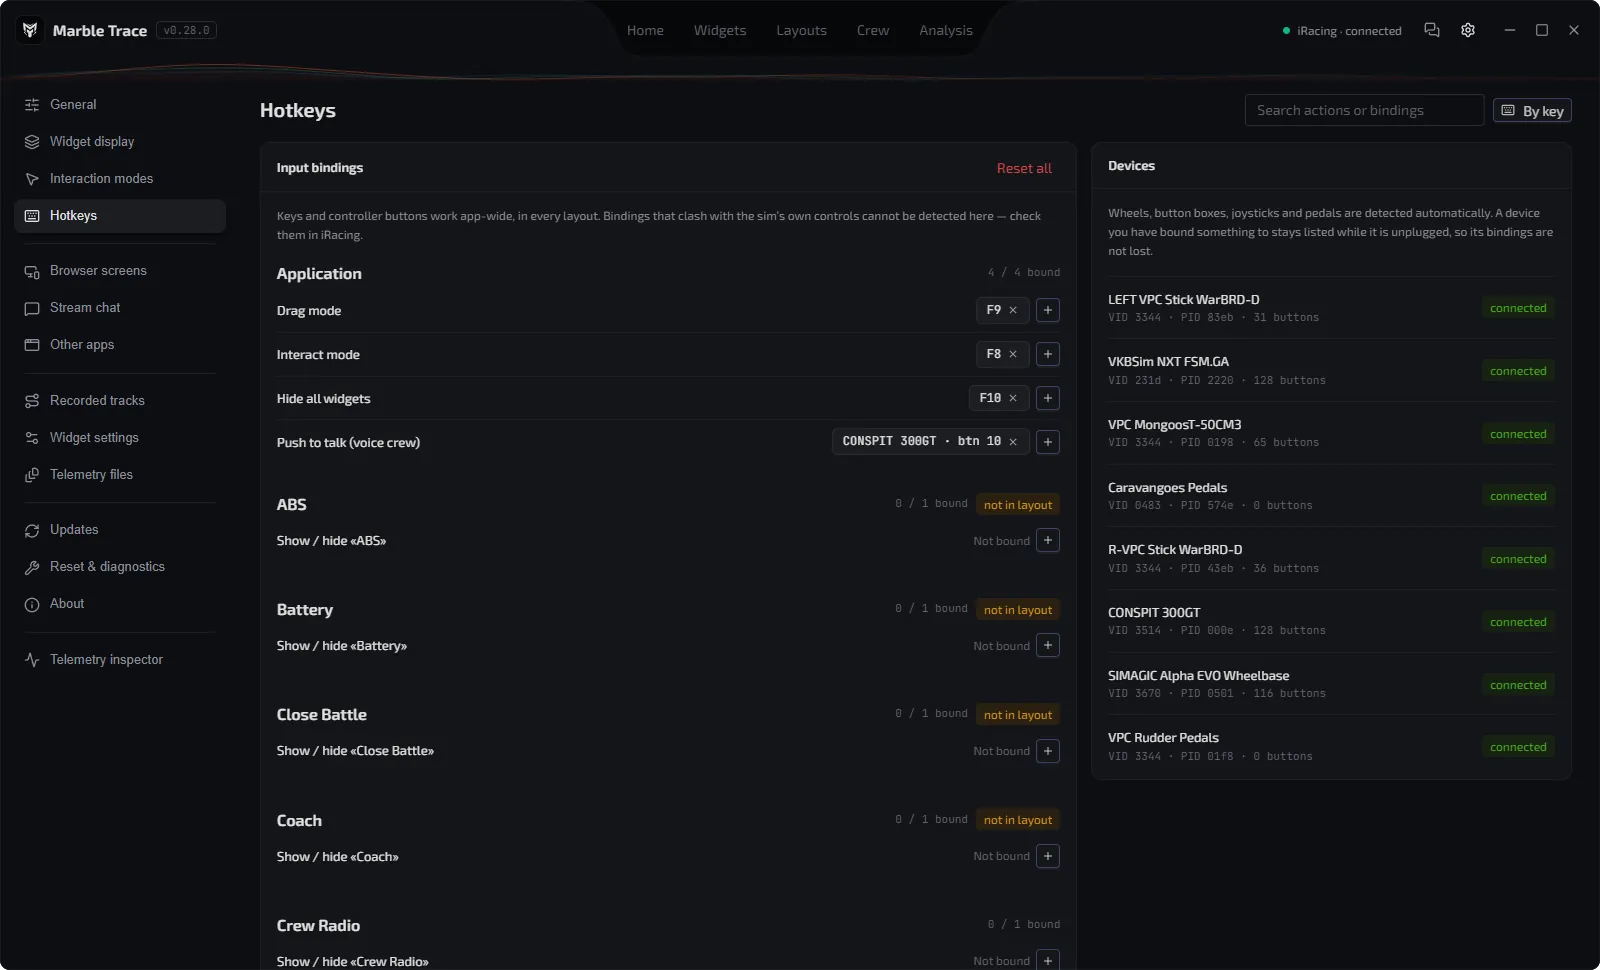 Marble Trace v0.28.0
Home Widgets Layouts Crew Analysis
iRacing · connected
General
Widget display
Interaction modes
Hotkeys
Browser screens
Stream chat
Other apps
Recorded tracks
Widget settings
Telemetry files
Updates
Reset & diagnostics
About
Telemetry inspector
Hotkeys
Search actions or bindings
By key
Input bindings
Reset all
Keys and controller buttons work app-wide, in every layout. Bindings that clash with the sim's own controls cannot be detected here — check
them in iRacing.
Application 4 / 4 bound
Drag mode F9 × +
Interact mode F8 × +
Hide all widgets F10 × +
Push to talk (voice crew) CONSPIT 300GT · btn 10 × +
ABS 0 / 1 bound not in layout
Show / hide «ABS» Not bound +
Battery 0 / 1 bound not in layout
Show / hide «Battery» Not bound +
Close Battle 0 / 1 bound not in layout
Show / hide «Close Battle» Not bound +
Coach 0 / 1 bound not in layout
Show / hide «Coach» Not bound +
Crew Radio 0 / 1 bound
Show / hide «Crew Radio» Not bound +
Devices
Wheels, button boxes, joysticks and pedals are detected automatically. A device
you have bound something to stays listed while it is unplugged, so its bindings are
not lost.
LEFT VPC Stick WarBRD-D
VID 3344 · PID 83eb · 31 buttons
connected
VKBSim NXT FSM.GA
VID 231d · PID 2220 · 128 buttons
connected
VPC MongoosT-50CM3
VID 3344 · PID 0198 · 65 buttons
connected
Caravangoes Pedals
VID 0483 · PID 574e · 0 buttons
connected
R-VPC Stick WarBRD-D
VID 3344 · PID 43eb · 36 buttons
connected
CONSPIT 300GT
VID 3514 · PID 000e · 128 buttons
connected
SIMAGIC Alpha EVO Wheelbase
VID 3670 · PID 0501 · 116 buttons
connected
VPC Rudder Pedals
VID 3344 · PID 01f8 · 0 buttons
connected